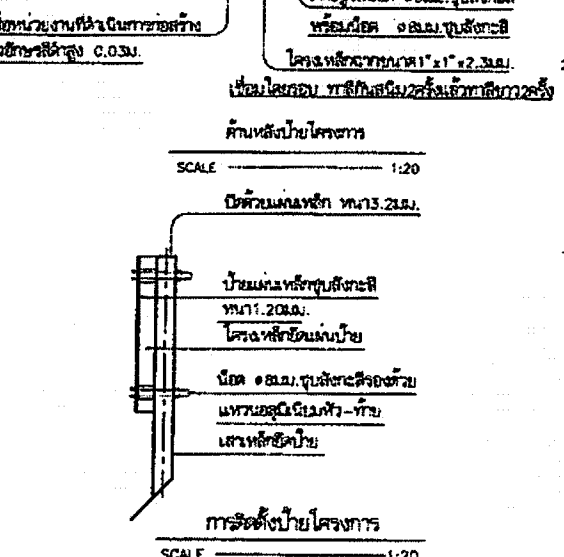 หน่วยงานที่ดำเนินการก่อสร้าง
อักษรสีดำสูง 0.03ม.
พร้อมน๊อต ø8มม.ชุบสังกะสี
โครงเหล็กฉากขนาด1"x1"x2.3มม.
เชื่อมโดยรอบ ทาสีกันสนิม2ครั้งแล้วทาสีขาว2ครั้ง
ด้านหลังป้ายโครงการ
SCALE 1:20
ปิดด้วยแผ่นเหล็ก หนา3.2มม.
ป้ายแผ่นเหล็กชุบสังกะสี
หนา1.20มม.
โครงเหล็กยึดแผ่นป้าย
น๊อต ø8มม.ชุบสังกะสีรองด้วย
แหวนอลูมิเนียมหัว-ท้าย
เสาเหล็กยึดป้าย
การติดตั้งป้ายโครงการ
SCALE 1:20